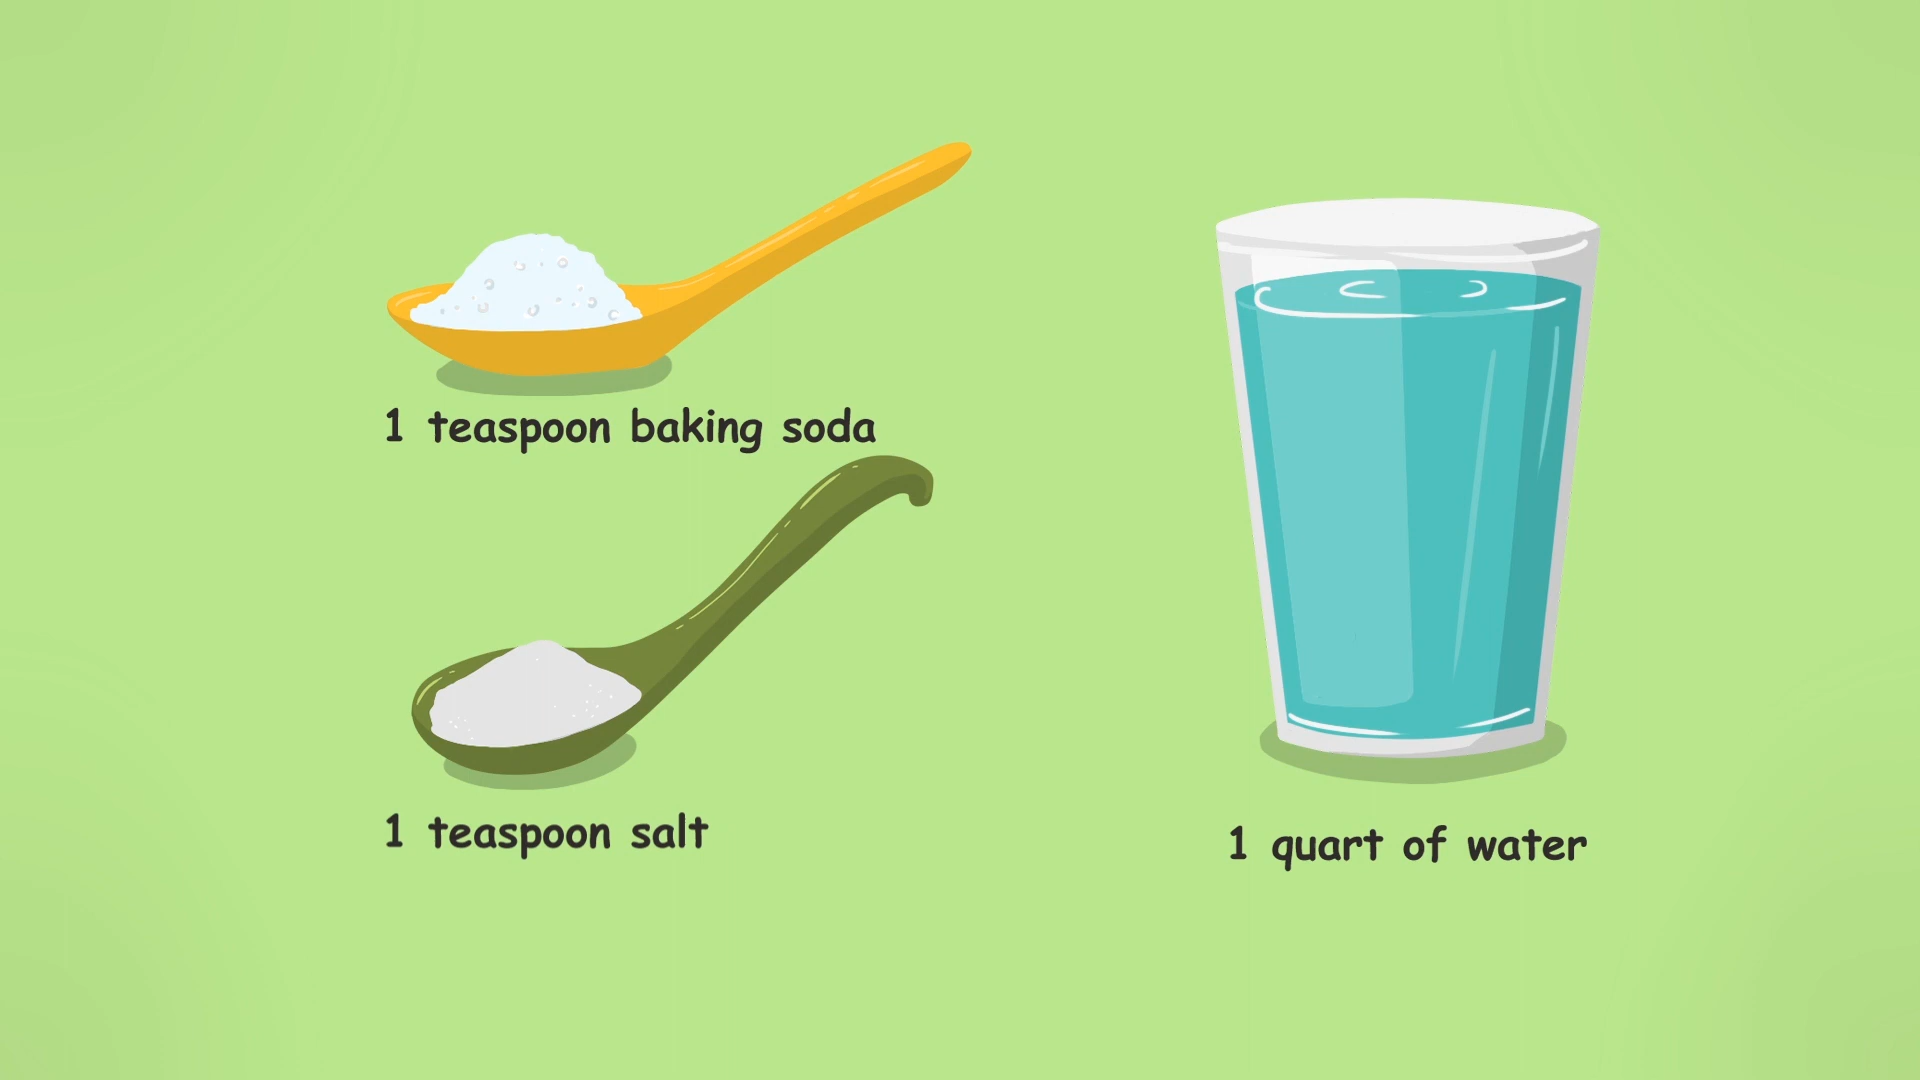 1 teaspoon baking soda
1 teaspoon salt
1 quart of water